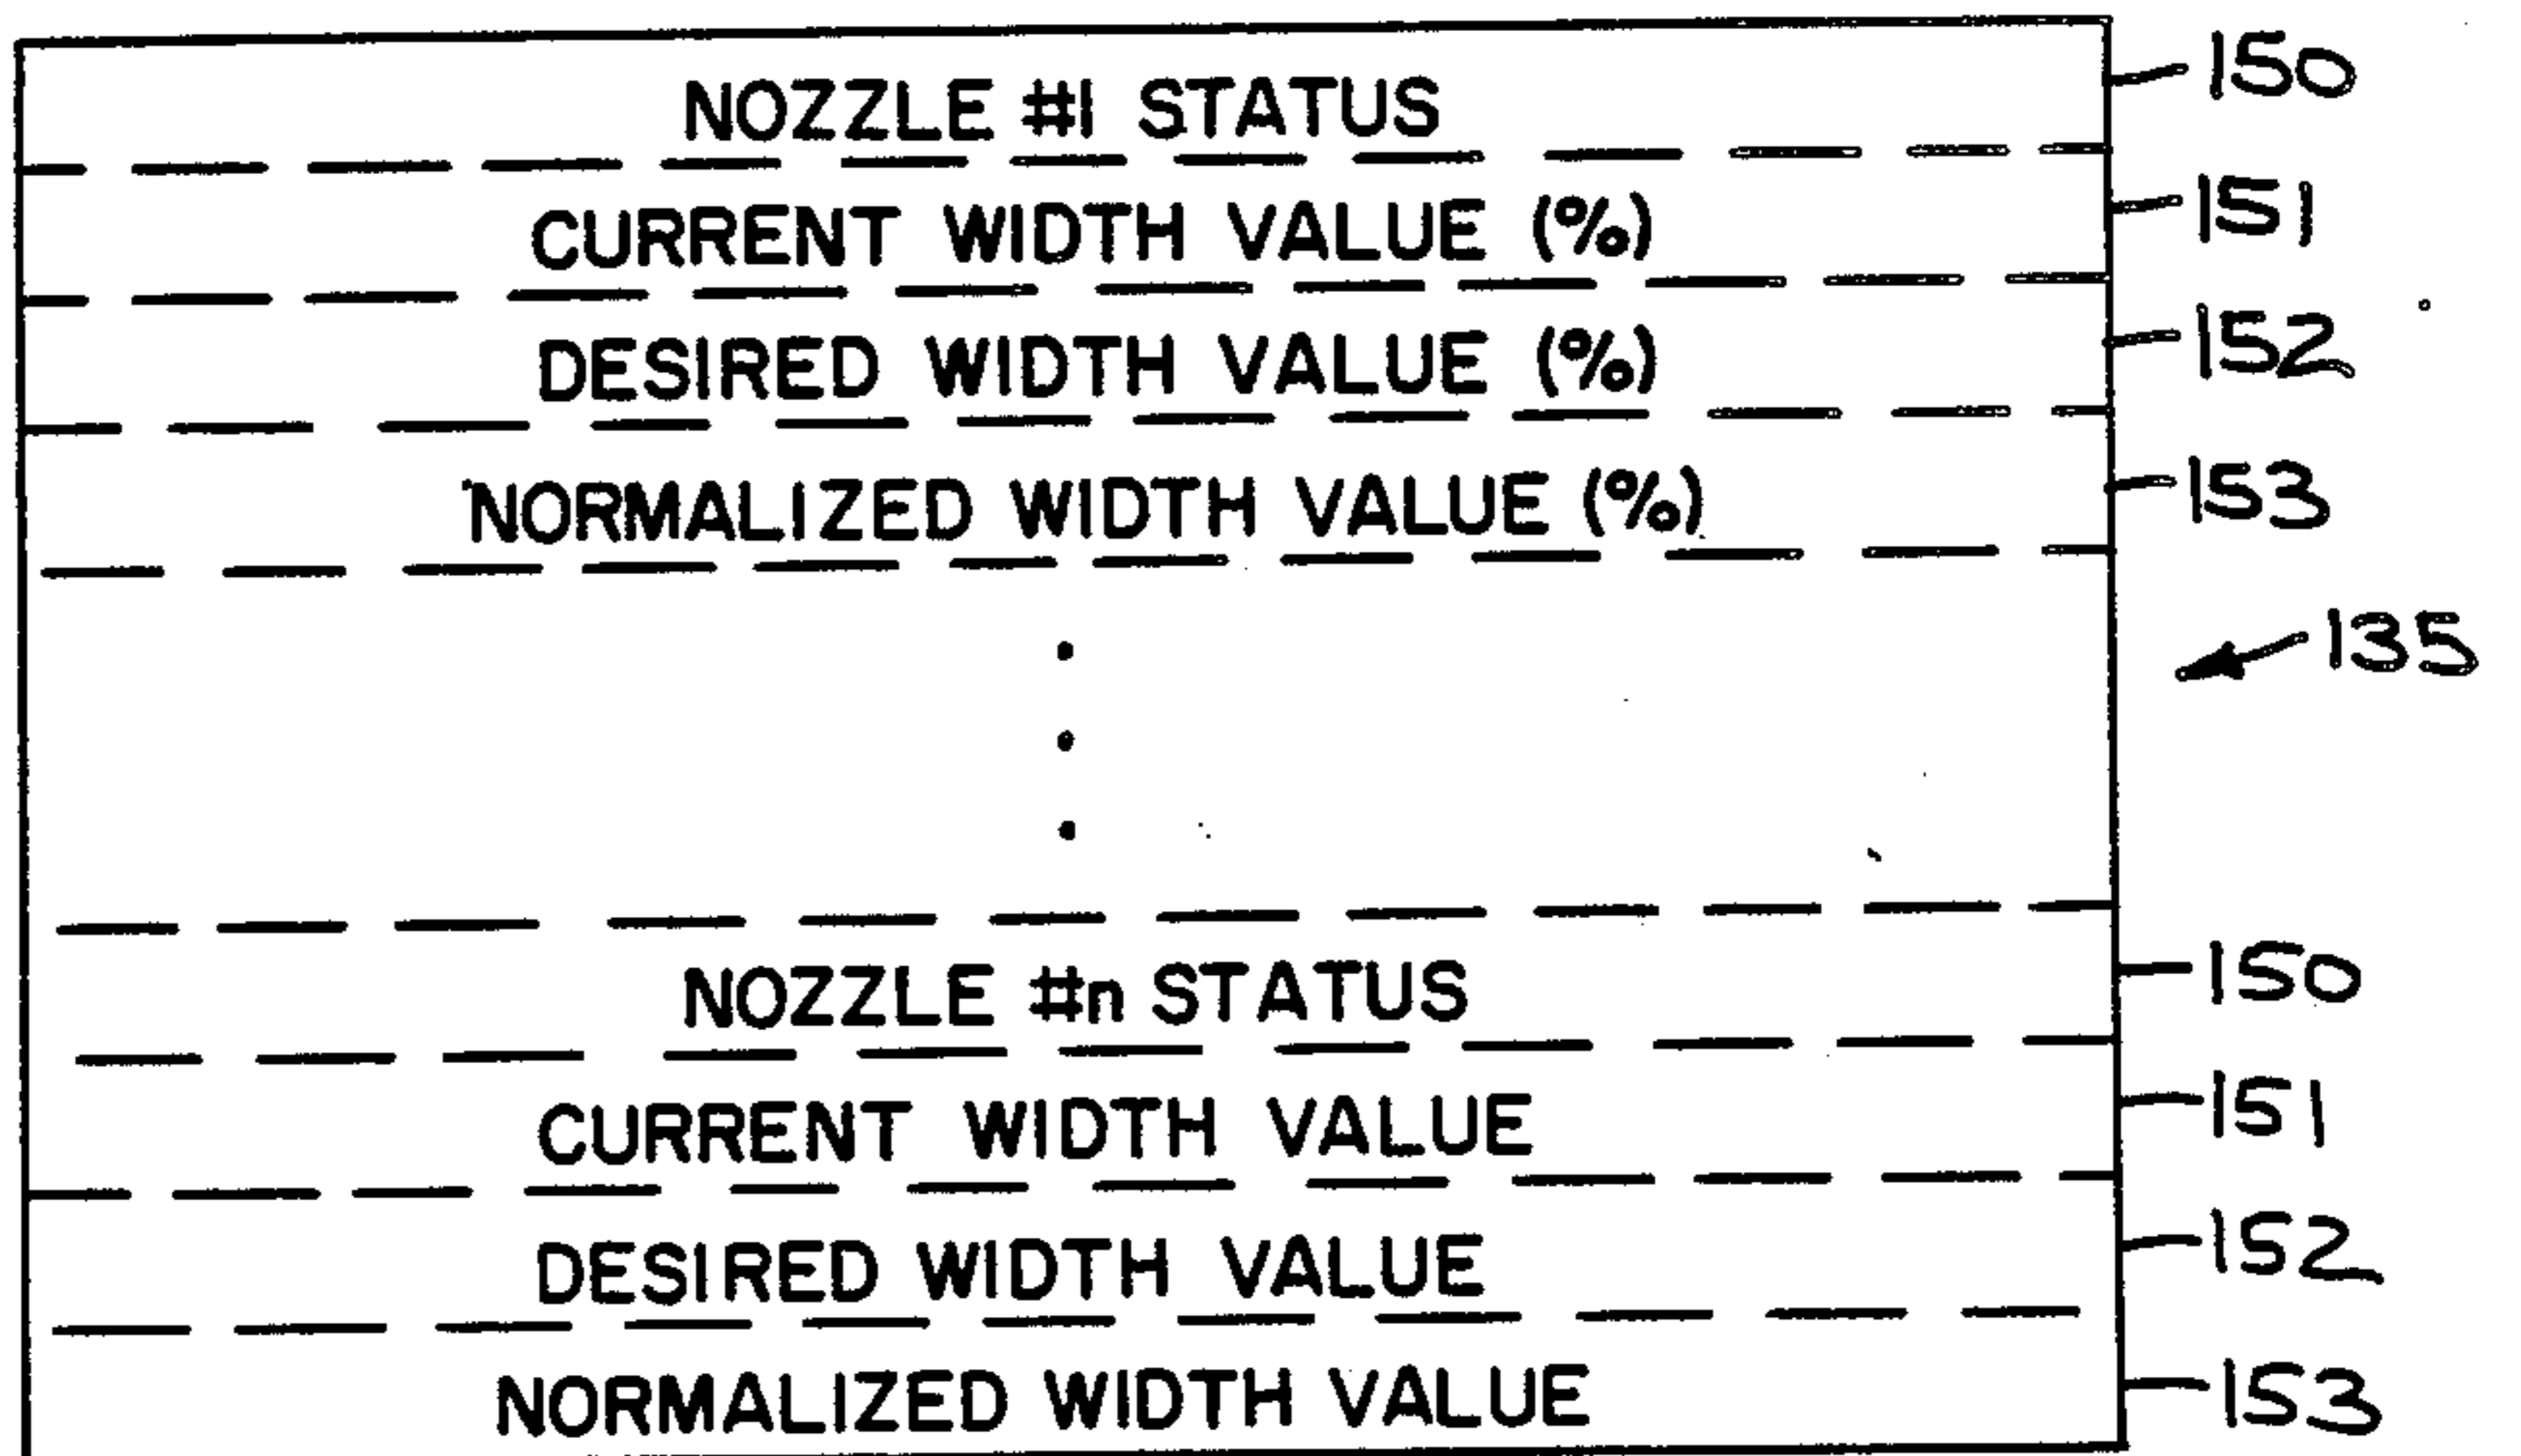 NOZZLE #1 STATUS 150
CURRENT WIDTH VALUE (%) 151
DESIRED WIDTH VALUE (%) 152
NORMALIZED WIDTH VALUE (%) 153
135
NOZZLE #n STATUS 150
CURRENT WIDTH VALUE 151
DESIRED WIDTH VALUE 152
NORMALIZED WIDTH VALUE 153